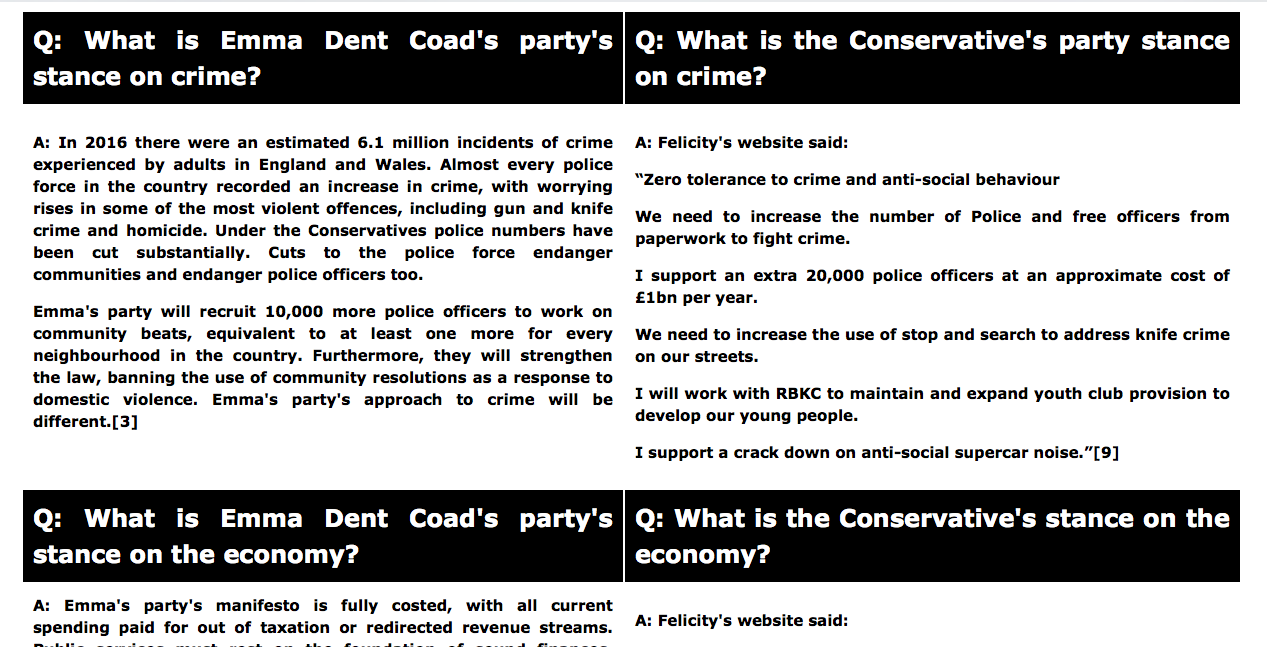 Q: What is Emma Dent Coad's party's
stance on crime?
A: In 2016 there were an estimated 6.1 million incidents of crime
experienced by adults in England and Wales. Almost every police
force in the country recorded an increase in crime, with worrying
rises in some of the most violent offences, including gun and knife
crime and homicide. Under the Conservatives police numbers have
been cut substantially. Cuts to the police force endanger
communities and endanger police officers too.
Emma's party will recruit 10,000 more police officers to work on
community beats, equivalent to at least one more for every
neighbourhood in the country. Furthermore, they will strengthen
the law, banning the use of community resolutions as a response to
domestic violence. Emma's party's approach to crime will be
different.[3]
Q: What is the Conservative's party stance
on crime?
A: Felicity's website said:
“Zero tolerance to crime and anti-social behaviour
We need to increase the number of Police and free officers from
paperwork to fight crime.
I support an extra 20,000 police officers at an approximate cost of
£1bn per year.
We need to increase the use of stop and search to address knife crime
on our streets.
I will work with RBKC to maintain and expand youth club provision to
develop our young people.
I support a crack down on anti-social supercar noise.”[9]
Q: What is Emma Dent Coad's party's
stance on the economy?
A: Emma's party's manifesto is fully costed, with all current
spending paid for out of taxation or redirected revenue streams.
Public services must rest on the foundation of sound finances.
Q: What is the Conservative's stance on the
economy?
A: Felicity's website said: